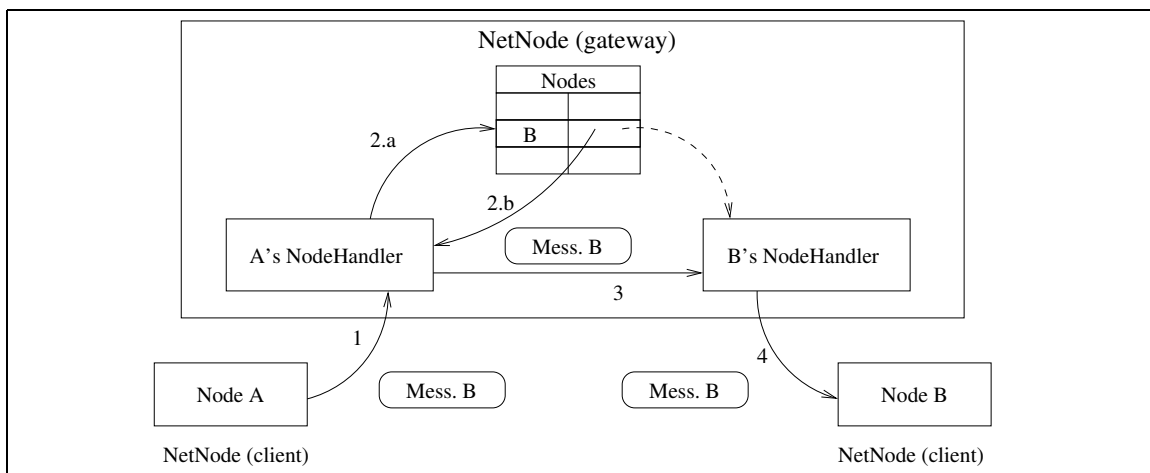 NetNode (gateway)
Nodes
B
2.a
2.b
A's NodeHandler
Mess. B
B's NodeHandler
3
1
4
Node A
Mess. B
Mess. B
Node B
NetNode (client)
NetNode (client)